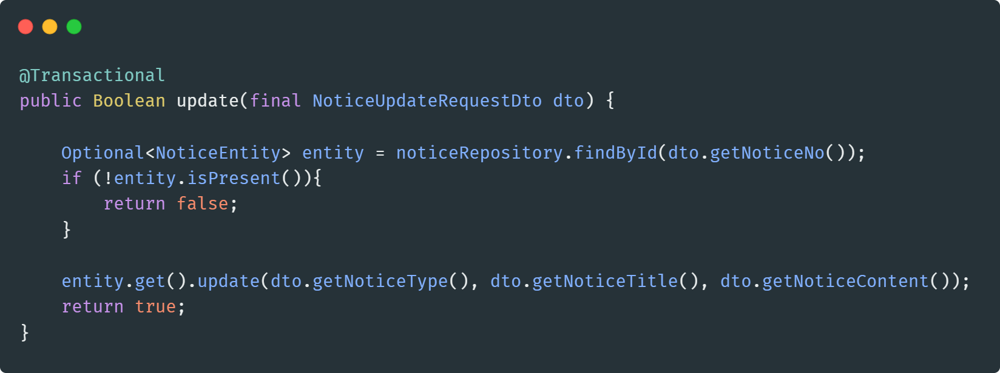 @Transactional
public Boolean update(final NoticeUpdateRequestDto dto) {
    Optional<NoticeEntity> entity = noticeRepository.findById(dto.getNoticeNo());
    if (!entity.isPresent()){
        return false;
    }
    entity.get().update(dto.getNoticeType(), dto.getNoticeTitle(), dto.getNoticeContent());
    return true;
}